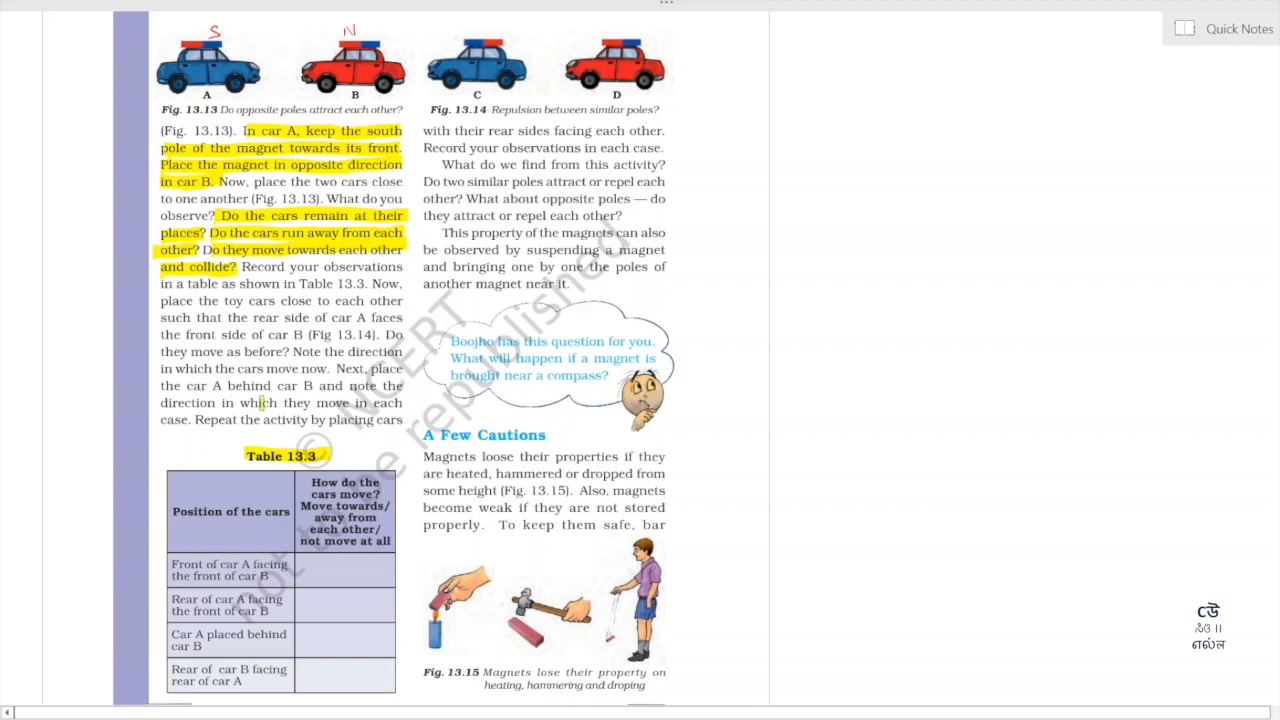 Quick Notes
S
N
A
B
Fig. 13.13 Do opposite poles attract each other?
(Fig. 13.13). In car A, keep the south
pole of the magnet towards its front.
Place the magnet in opposite direction
in car B. Now, place the two cars close
to one another (Fig. 13.13). What do you
observe? Do the cars remain at their
places? Do the cars run away from each
other? Do they move towards each other
and collide? Record your observations
in a table as shown in Table 13.3. Now,
place the toy cars close to each other
such that the rear side of car A faces
the front side of car B (Fig 13.14). Do
they move as before? Note the direction
in which the cars move now. Next, place
the car A behind car B and note the
direction in which they move in each
case. Repeat the activity by placing cars
Table 13.3
Position of the cars
How do the
cars move?
Move towards/
away from
each other/
not move at all
Front of car A facing
the front of car B
Rear of car A facing
the front of car B
Car A placed behind
car B
Rear of car B facing
rear of car A
C
D
Fig. 13.14 Repulsion between similar poles?
with their rear sides facing each other.
Record your observations in each case.
What do we find from this activity?
Do two similar poles attract or repel each
other? What about opposite poles — do
they attract or repel each other?
This property of the magnets can also
be observed by suspending a magnet
and bringing one by one the poles of
another magnet near it.
Boojho has this question for you.
What will happen if a magnet is
brought near a compass?
A Few Cautions
Magnets loose their properties if they
are heated, hammered or dropped from
some height (Fig. 13.15). Also, magnets
become weak if they are not stored
properly. To keep them safe, bar
Fig. 13.15 Magnets lose their property on
heating, hammering and droping
© NCERT
not to be republished